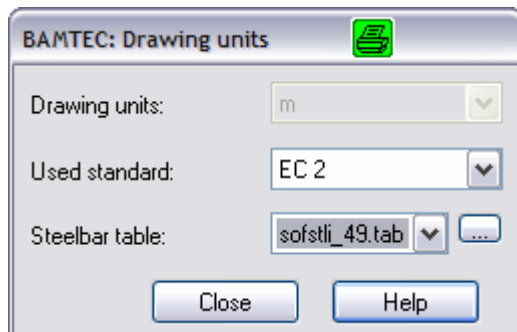 BAMTEC: Drawing units
Drawing units: m
Used standard: EC 2
Steelbar table: sofstli_49.tab ...
Close Help